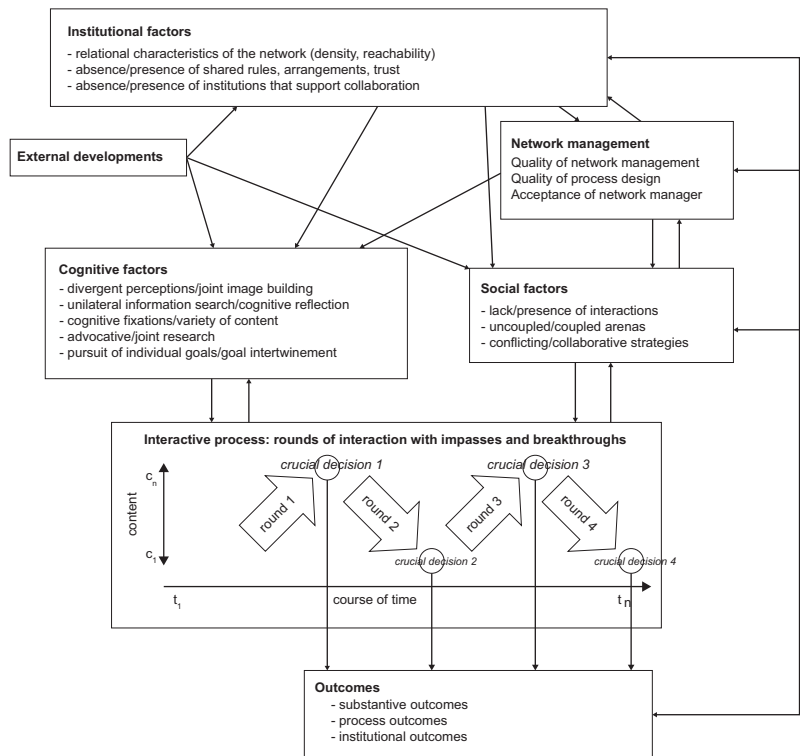 Institutional factors
- relational characteristics of the network (density, reachability)
- absence/presence of shared rules, arrangements, trust
- absence/presence of institutions that support collaboration
External developments
Network management
Quality of network management
Quality of process design
Acceptance of network manager
Cognitive factors
- divergent perceptions/joint image building
- unilateral information search/cognitive reflection
- cognitive fixations/variety of content
- advocative/joint research
- pursuit of individual goals/goal intertwinement
Social factors
- lack/presence of interactions
- uncoupled/coupled arenas
- conflicting/collaborative strategies
Interactive process: rounds of interaction with impasses and breakthroughs
content
cn
c1
crucial decision 1
crucial decision 3
round 1
round 2
round 3
round 4
crucial decision 2
crucial decision 4
t1
course of time
tn
Outcomes
- substantive outcomes
- process outcomes
- institutional outcomes